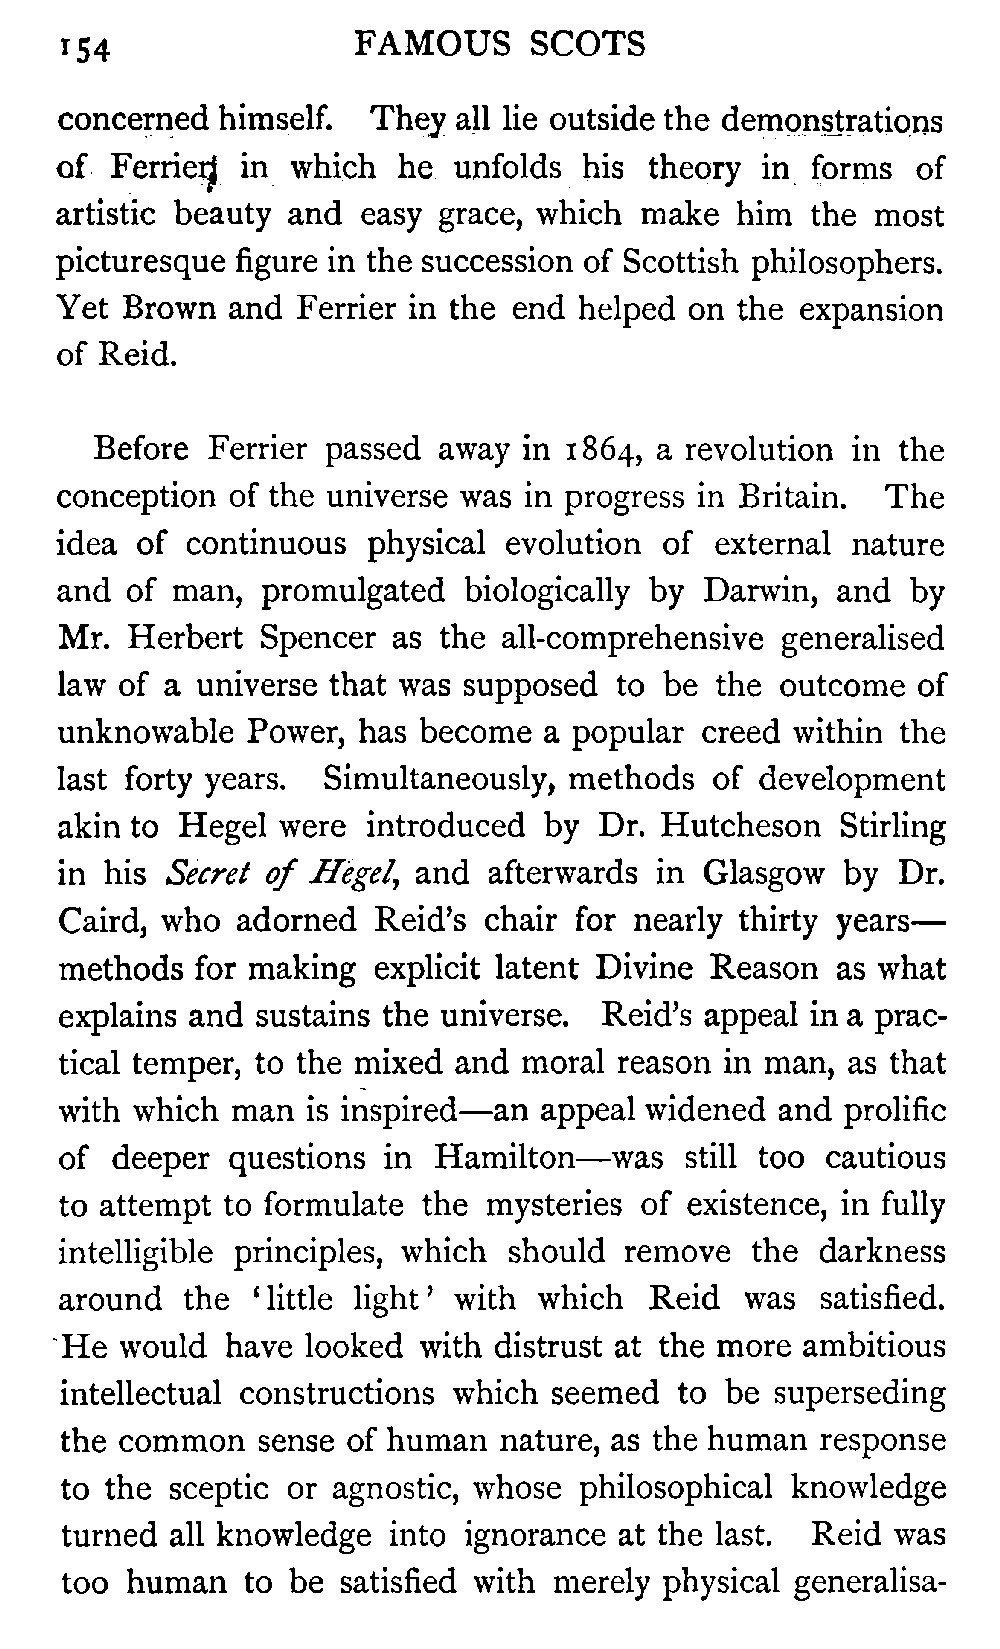 154 FAMOUS SCOTS
concerned himself. They all lie outside the demonstrations
of Ferrier, in which he unfolds his theory in forms of
artistic beauty and easy grace, which make him the most
picturesque figure in the succession of Scottish philosophers.
Yet Brown and Ferrier in the end helped on the expansion
of Reid.
Before Ferrier passed away in 1864, a revolution in the
conception of the universe was in progress in Britain. The
idea of continuous physical evolution of external nature
and of man, promulgated biologically by Darwin, and by
Mr. Herbert Spencer as the all-comprehensive generalised
law of a universe that was supposed to be the outcome of
unknowable Power, has become a popular creed within the
last forty years. Simultaneously, methods of development
akin to Hegel were introduced by Dr. Hutcheson Stirling
in his Secret of Hegel, and afterwards in Glasgow by Dr.
Caird, who adorned Reid's chair for nearly thirty years—
methods for making explicit latent Divine Reason as what
explains and sustains the universe. Reid's appeal in a prac-
tical temper, to the mixed and moral reason in man, as that
with which man is inspired—an appeal widened and prolific
of deeper questions in Hamilton—was still too cautious
to attempt to formulate the mysteries of existence, in fully
intelligible principles, which should remove the darkness
around the ‘little light’ with which Reid was satisfied.
He would have looked with distrust at the more ambitious
intellectual constructions which seemed to be superseding
the common sense of human nature, as the human response
to the sceptic or agnostic, whose philosophical knowledge
turned all knowledge into ignorance at the last. Reid was
too human to be satisfied with merely physical generalisa-